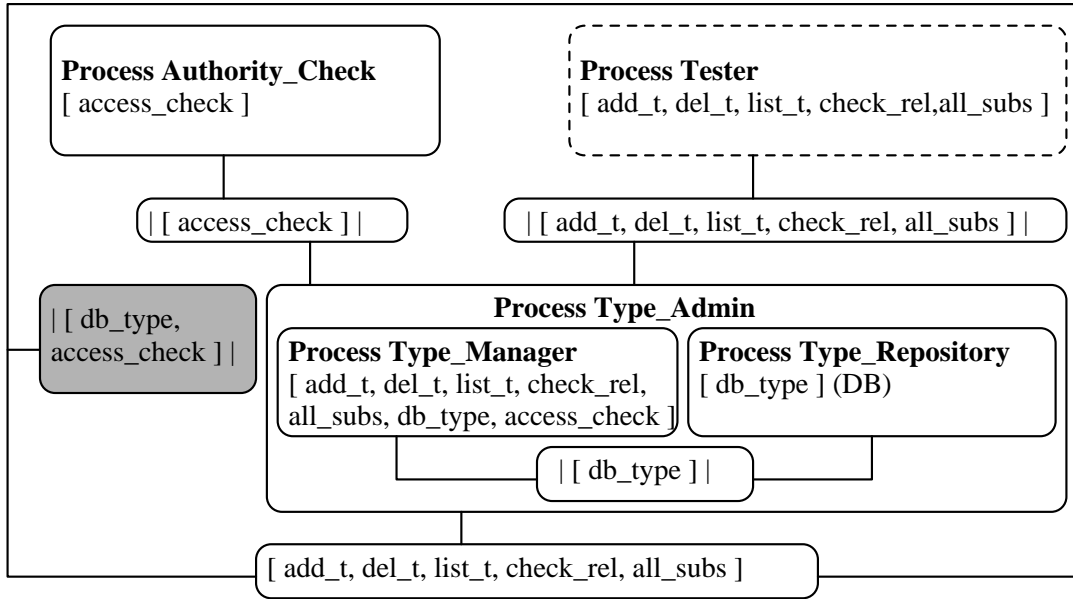 Process Authority_Check
[ access_check ]
Process Tester
[ add_t, del_t, list_t, check_rel,all_subs ]
| [ access_check ] |
| [ add_t, del_t, list_t, check_rel, all_subs ] |
| [ db_type,
access_check ] |
Process Type_Admin
Process Type_Manager
[ add_t, del_t, list_t, check_rel,
all_subs, db_type, access_check ]
Process Type_Repository
[ db_type ] (DB)
| [ db_type ] |
[ add_t, del_t, list_t, check_rel, all_subs ]